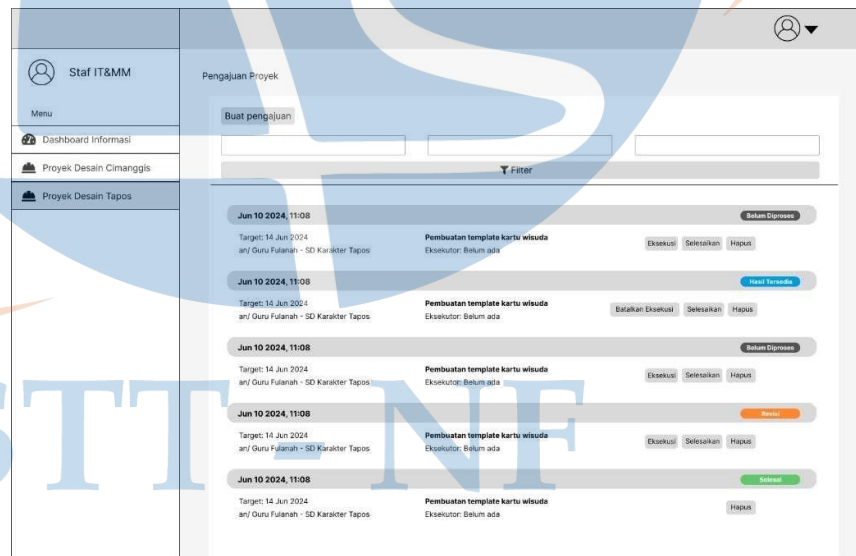 Staf IT&MM
Menu
Dashboard Informasi
Proyek Desain Cimanggis
Proyek Desain Tapos
Pengajuan Proyek
Buat pengajuan
Filter
Jun 10 2024, 11:08 Belum Diproses
Target: 14 Jun 2024 Pembuatan template kartu wisuda
an/ Guru Fulanah - SD Karakter Tapos Eksekutor: Belum ada
Eksekusi Selesaikan Hapus
Jun 10 2024, 11:08 Hasil Tersedia
Target: 14 Jun 2024 Pembuatan template kartu wisuda
an/ Guru Fulanah - SD Karakter Tapos Eksekutor: Belum ada
Batalkan Eksekusi Selesaikan Hapus
Jun 10 2024, 11:08 Belum Diproses
Target: 14 Jun 2024 Pembuatan template kartu wisuda
an/ Guru Fulanah - SD Karakter Tapos Eksekutor: Belum ada
Eksekusi Selesaikan Hapus
Jun 10 2024, 11:08 Revisi
Target: 14 Jun 2024 Pembuatan template kartu wisuda
an/ Guru Fulanah - SD Karakter Tapos Eksekutor: Belum ada
Eksekusi Selesaikan Hapus
Jun 10 2024, 11:08 Selesai
Target: 14 Jun 2024 Pembuatan template kartu wisuda
an/ Guru Fulanah - SD Karakter Tapos Eksekutor: Belum ada
Hapus
STT - NF